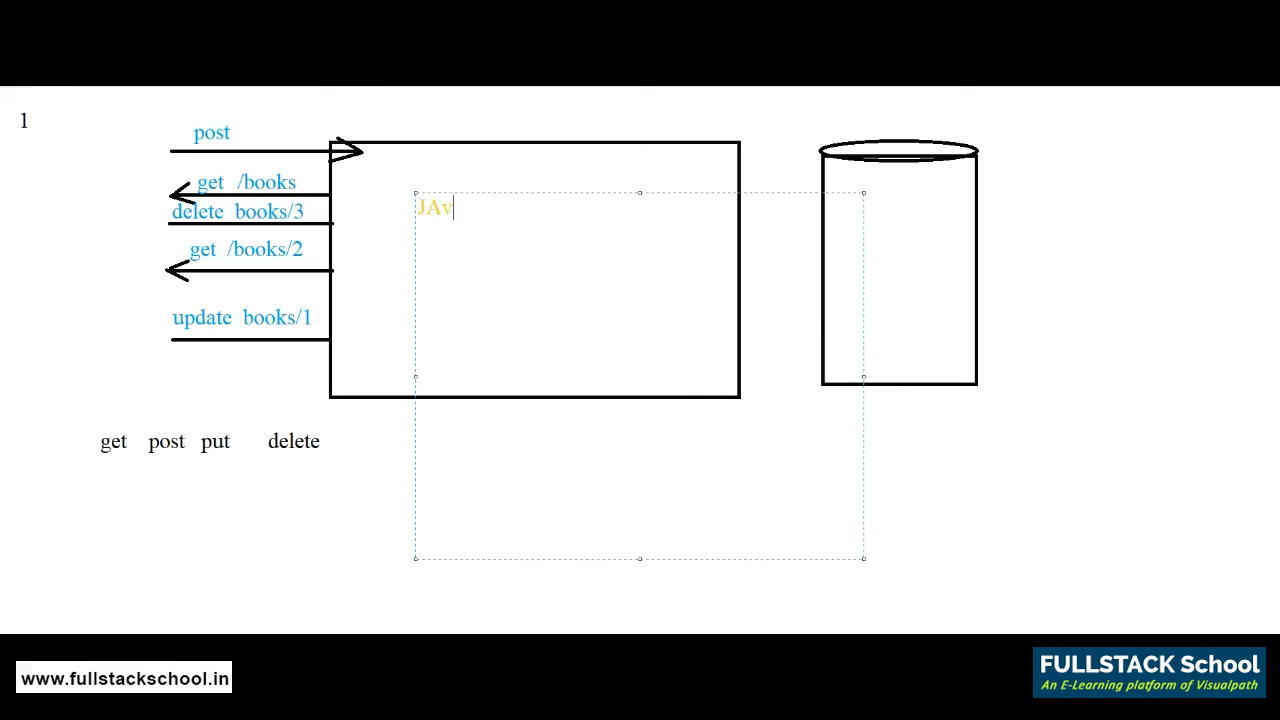 1
post
get /books
delete books/3
JAv
get /books/2
update books/1
get post put delete
www.fullstackschool.in
FULLSTACK School
An E-Learning platform of Visualpath